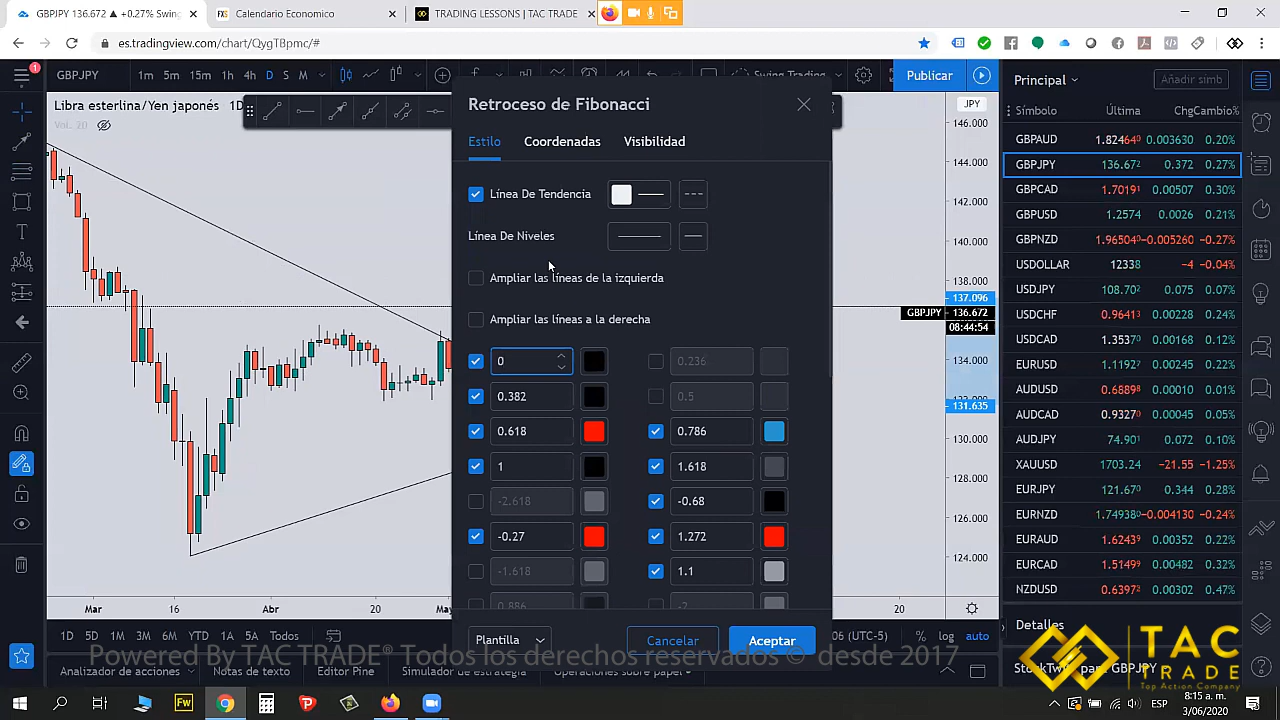 GBPJPY 136.672 ▲ +0.27% Swing
Calendario Economico
TRADING LESSONS | TAC TRADE
es.tradingview.com/chart/QygTBpmc/#
1
GBPJPY
1m 5m 15m 1h 4h D S M
Swing Trading
Publicar
Principal
Añadir símb
Libra esterlina/Yen japonés 1D
Vol. 20
Retroceso de Fibonacci
Estilo Coordenadas Visibilidad
Línea De Tendencia
Línea De Niveles
Ampliar las líneas de la izquierda
Ampliar las líneas a la derecha
0 0.236
0.382 0.5
0.618 0.786
1 1.618
-2.618 -0.68
-0.27 1.272
-1.618 1.1
0.886 -2
Plantilla
Cancelar
Aceptar
JPY
146.000
144.000
142.000
140.000
138.000
137.096
GBPJPY 136.672
08:44:54
134.000
131.635
130.000
128.000
126.000
124.000
Mar 16 Abr 20 May 20
Símbolo Última Chg Cambio%
GBPAUD 1.82464⁰ 0.003630 0.20%
GBPJPY 136.67² 0.372 0.27%
GBPCAD 1.7019¹ 0.00507 0.30%
GBPUSD 1.2574 0.0026 0.21%
GBPNZD 1.96504⁰ -0.005260 -0.27%
USDOLLAR 12338 -4 -0.04%
USDJPY 108.70² 0.075 0.07%
USDCHF 0.9641³ 0.00228 0.24%
USDCAD 1.3537⁰ 0.00168 0.12%
EURUSD 1.1192⁷ 0.00245 0.22%
AUDUSD 0.6889⁸ 0.00010 0.01%
AUDCAD 0.9327⁰ 0.00045 0.05%
AUDJPY 74.90¹ 0.072 0.10%
XAUUSD 1703.24 -21.55 -1.25%
EURJPY 121.67⁰ 0.344 0.28%
EURNZD 1.74938⁰ -0.004130 -0.24%
EURAUD 1.6243⁹ 0.00352 0.22%
EURCAD 1.5149⁹ 0.00482 0.32%
NZDUSD 0.6397² 0.00302 0.47%
Detalles
1D 5D 1M 3M 6M YTD 1A 5A Todos
06 (UTC-5) % log auto
Powered By TAC TRADE® Todos los derechos reservados © desde 2017
Analizador de acciones Notas de texto Editor Pine Simulador de estrategia Operaciones sobre papel
TAC
TRADE
Top Action Company
Fw
ESP
8:15 a. m.
3/06/2020